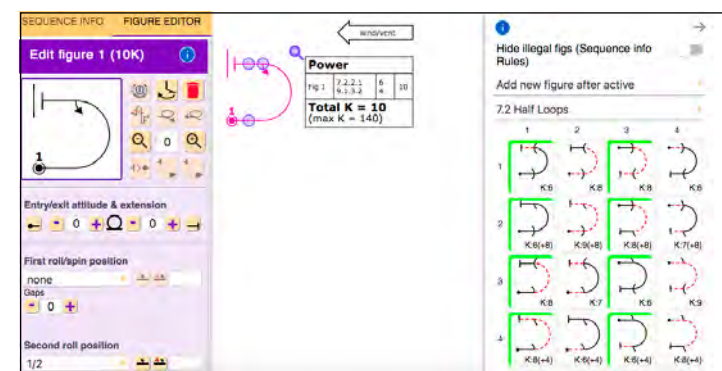 SEQUENCE INFO
FIGURE EDITOR
Edit figure 1 (10K)
1
0
Entry/exit attitude & extension
- 0 +
- 0 +
First roll/spin position
none
Gaps
- 0 +
Second roll position
1/2
wind/vent
1
Power
Fig 1
7.2.2.1
9.1.3.2
6
4
10
Total K = 10
(max K = 140)
Hide illegal figs (Sequence info
Rules)
Add new figure after active
7.2 Half Loops
1 2 3 4
1
K:6 K:8 K:8 K:6
2
K:6(+8) K:9(+8) K:8(+8) K:7(+8)
3
K:8 K:7 K:6 K:9
4
K:8(+4) K:6(+4) K:6(+4) K:8(+4)